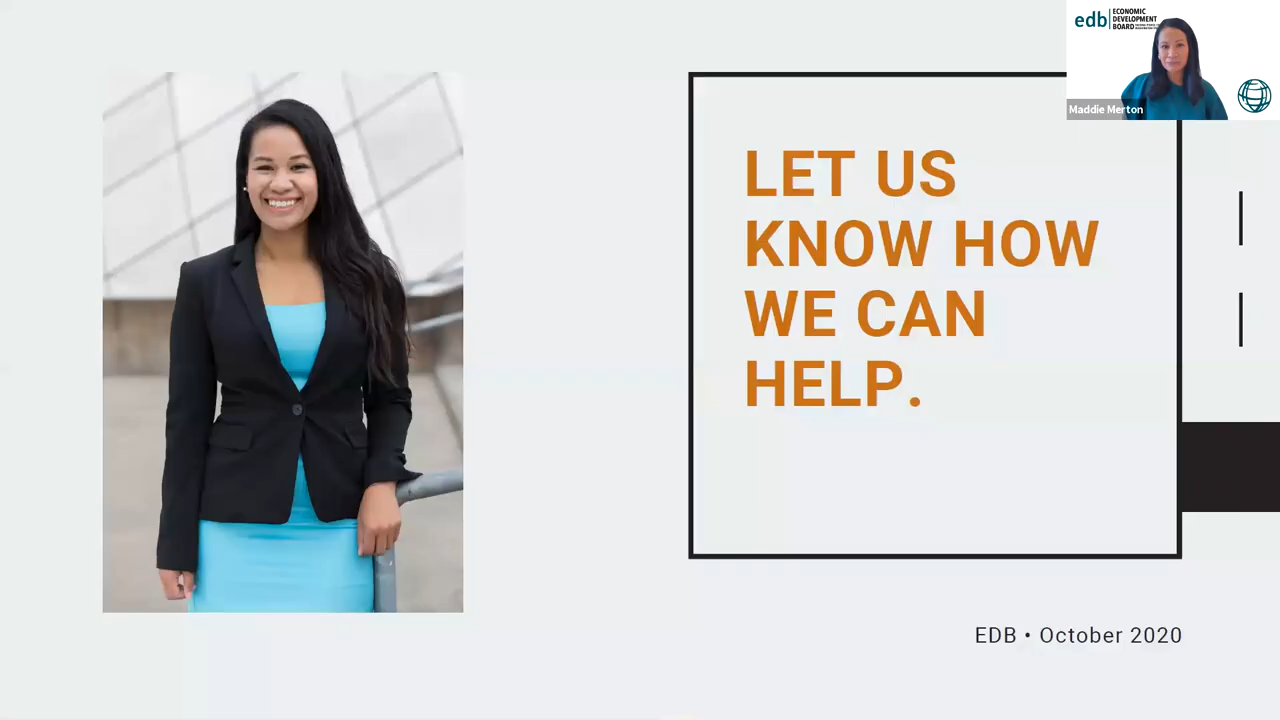 edb
ECONOMIC
DEVELOPMENT
BOARD
Maddie Merton
LET US
KNOW HOW
WE CAN
HELP.
EDB • October 2020